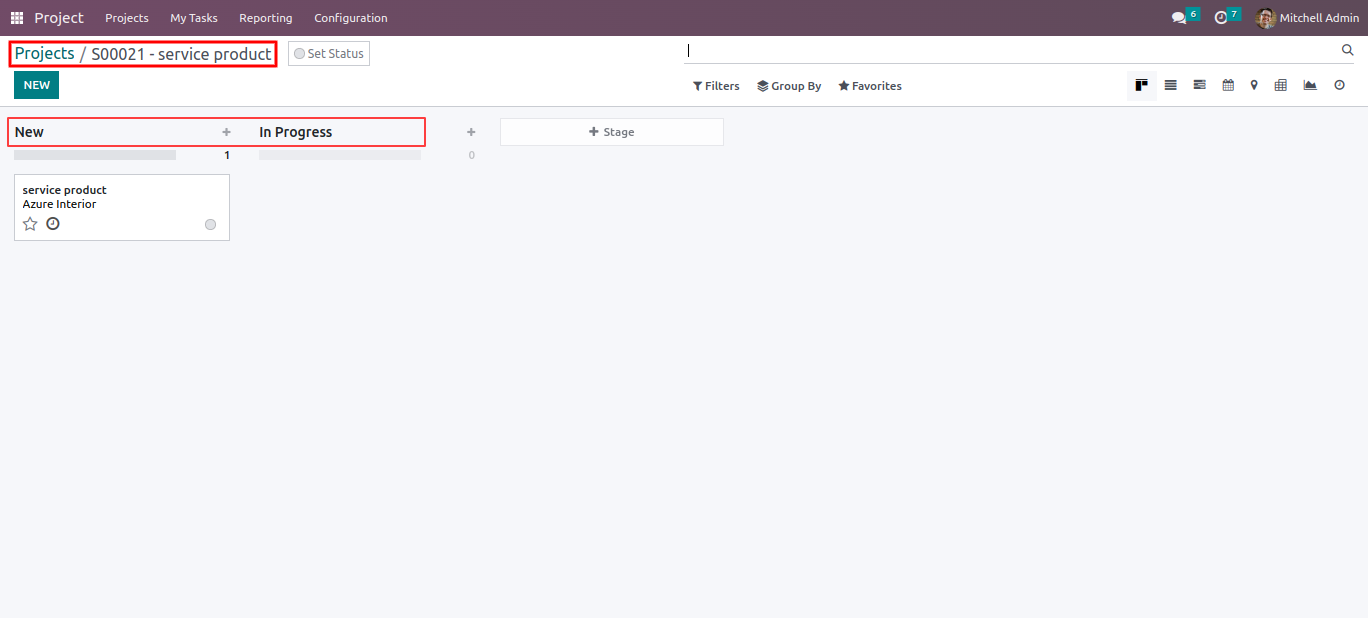 Project Projects My Tasks Reporting Configuration 6 7 Mitchell Admin
Projects / S00021 - service product Set Status
NEW Filters Group By Favorites
New + In Progress + + Stage
1 0
service product
Azure Interior